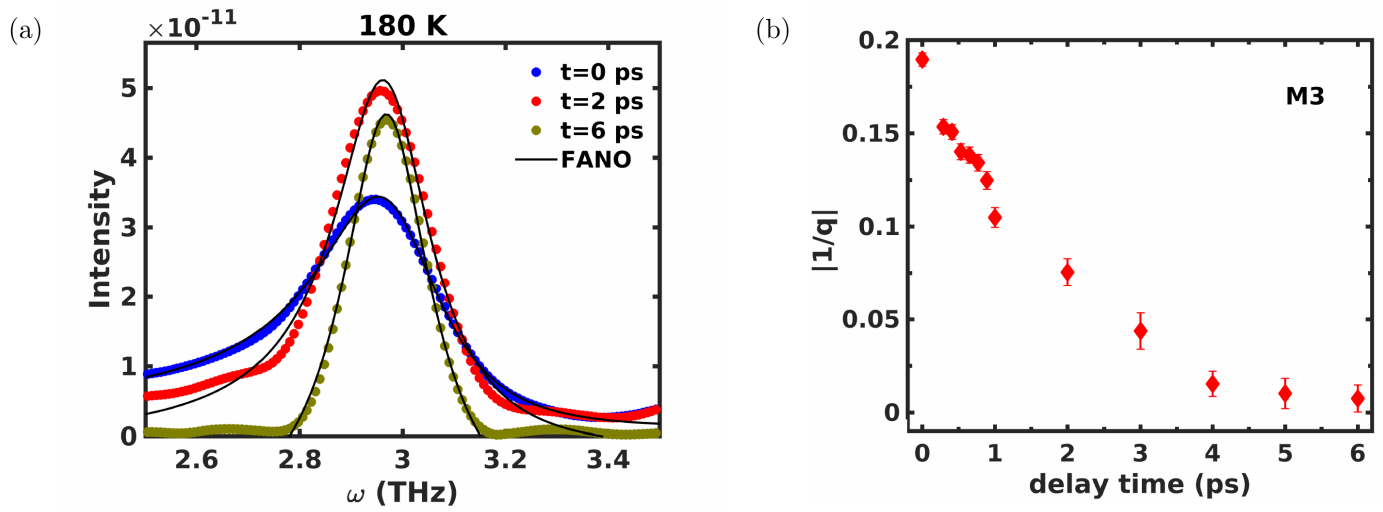 (a)
×10⁻¹¹
180 K
t=0 ps
t=2 ps
t=6 ps
FANO
Intensity
5
4
3
2
1
0
2.6 2.8 3 3.2 3.4
ω (THz)
(b)
M3
|1/q|
0.2
0.15
0.1
0.05
0
0 1 2 3 4 5 6
delay time (ps)